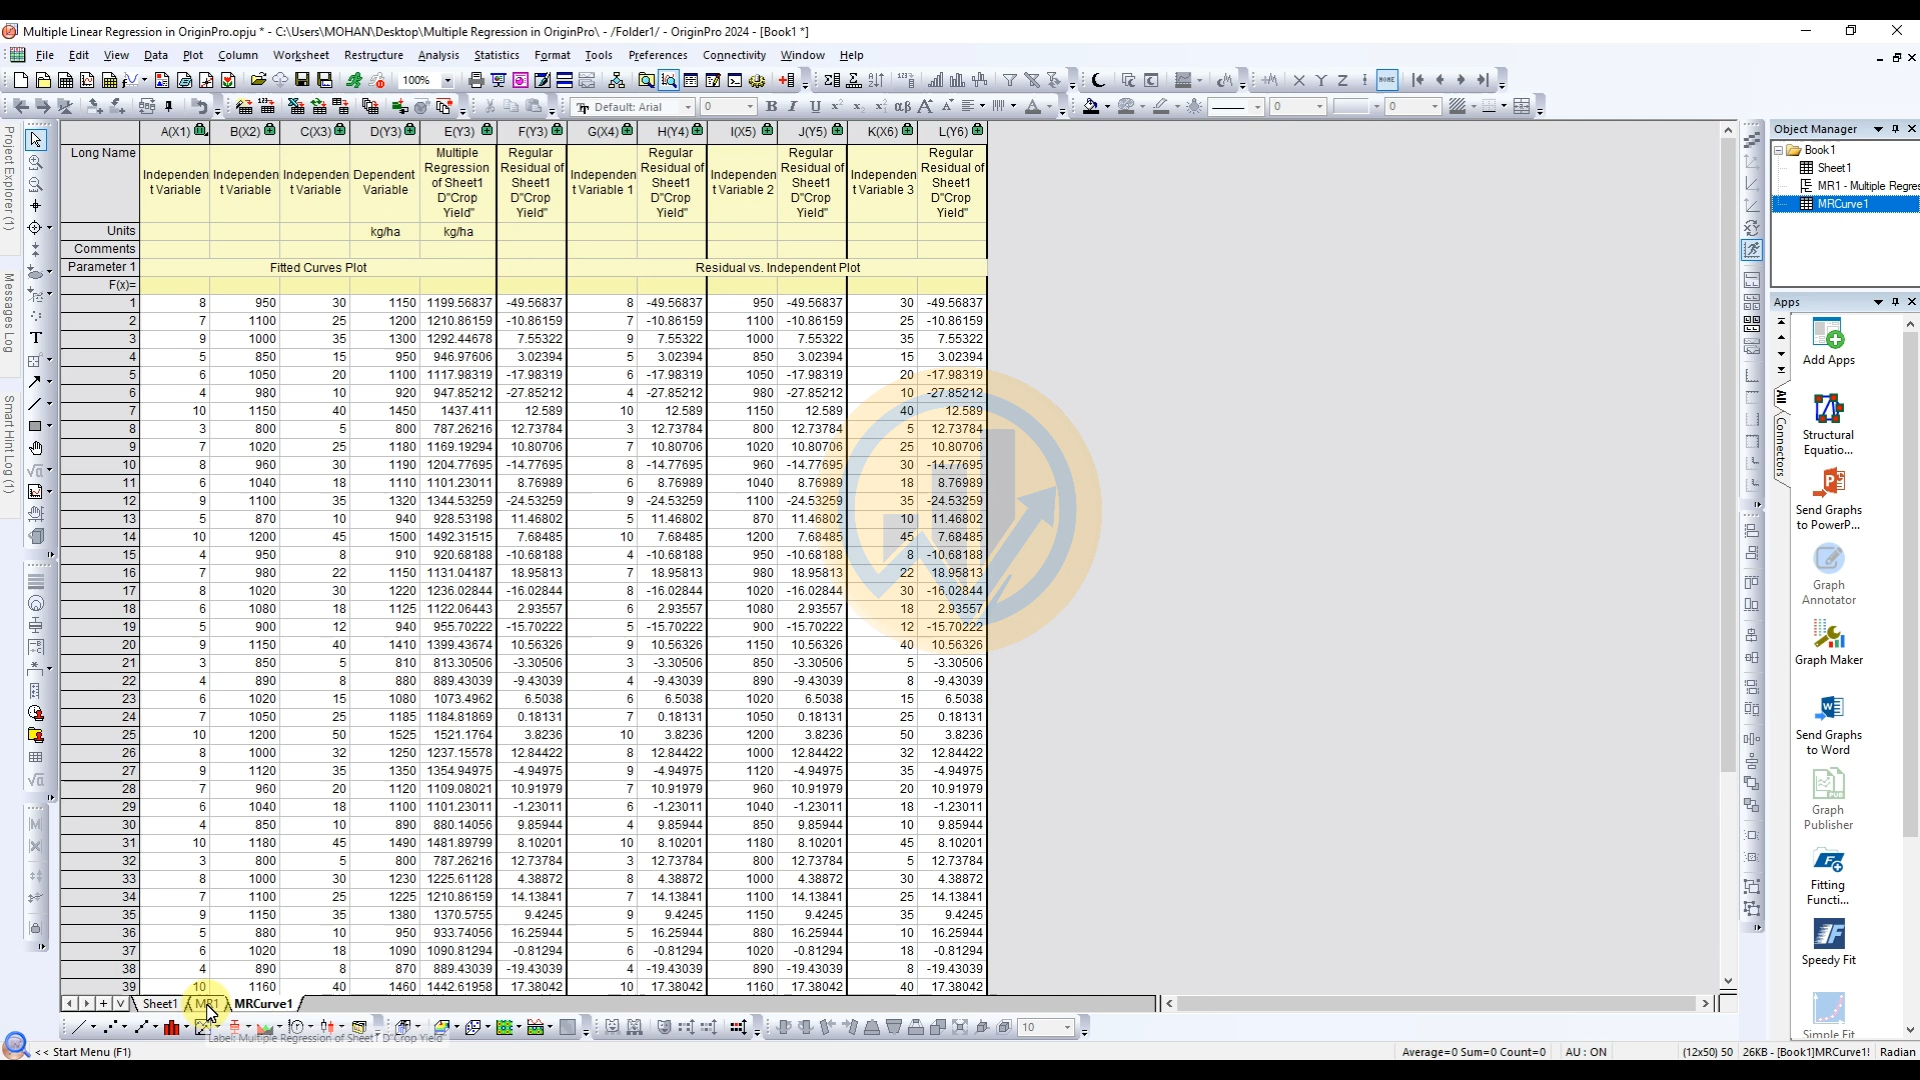 Multiple Linear Regression in OriginPro.opju * - C:\Users\MOHAN\Desktop\Multiple Regression in OriginPro\ - /Folder1/ - OriginPro 2024 - [Book1 *]
File Edit View Data Plot Column Worksheet Restructure Analysis Statistics Format Tools Preferences Connectivity Window Help
100%
Default: Arial 0 B I U 0 0
Project Explorer (1)
Messages Log
Smart Hint Log (1)
A(X1) B(X2) C(X3) D(Y3) E(Y3) F(Y3) G(X4) H(Y4) I(X5) J(Y5) K(X6) L(Y6)
Long Name Independent Variable Independent Variable Independent Variable Dependent Variable Multiple Regression of Sheet1 D"Crop Yield" Regular Residual of Sheet1 D"Crop Yield" Independent Variable 1 Regular Residual of Sheet1 D"Crop Yield" Independent Variable 2 Regular Residual of Sheet1 D"Crop Yield" Independent Variable 3 Regular Residual of Sheet1 D"Crop Yield"
Units kg/ha kg/ha
Comments
Parameter 1 Fitted Curves Plot Residual vs. Independent Plot
F(x)=
1 8 950 30 1150 1199.56837 -49.56837 8 -49.56837 950 -49.56837 30 -49.56837
2 7 1100 25 1200 1210.86159 -10.86159 7 -10.86159 1100 -10.86159 25 -10.86159
3 9 1000 35 1300 1292.44678 7.55322 9 7.55322 1000 7.55322 35 7.55322
4 5 850 15 950 946.97606 3.02394 5 3.02394 850 3.02394 15 3.02394
5 6 1050 20 1100 1117.98319 -17.98319 6 -17.98319 1050 -17.98319 20 -17.98319
6 4 980 10 920 947.85212 -27.85212 4 -27.85212 980 -27.85212 10 -27.85212
7 10 1150 40 1450 1437.411 12.589 10 12.589 1150 12.589 40 12.589
8 3 800 5 800 787.26216 12.73784 3 12.73784 800 12.73784 5 12.73784
9 7 1020 25 1180 1169.19294 10.80706 7 10.80706 1020 10.80706 25 10.80706
10 8 960 30 1190 1204.77695 -14.77695 8 -14.77695 960 -14.77695 30 -14.77695
11 6 1040 18 1110 1101.23011 8.76989 6 8.76989 1040 8.76989 18 8.76989
12 9 1100 35 1320 1344.53259 -24.53259 9 -24.53259 1100 -24.53259 35 -24.53259
13 5 870 10 940 928.53198 11.46802 5 11.46802 870 11.46802 10 11.46802
14 10 1200 45 1500 1492.31515 7.68485 10 7.68485 1200 7.68485 45 7.68485
15 4 950 8 910 920.68188 -10.68188 4 -10.68188 950 -10.68188 8 -10.68188
16 7 980 22 1150 1131.04187 18.95813 7 18.95813 980 18.95813 22 18.95813
17 8 1020 30 1220 1236.02844 -16.02844 8 -16.02844 1020 -16.02844 30 -16.02844
18 6 1080 18 1125 1122.06443 2.93557 6 2.93557 1080 2.93557 18 2.93557
19 5 900 12 940 955.70222 -15.70222 5 -15.70222 900 -15.70222 12 -15.70222
20 9 1150 40 1410 1399.43674 10.56326 9 10.56326 1150 10.56326 40 10.56326
21 3 850 5 810 813.30506 -3.30506 3 -3.30506 850 -3.30506 5 -3.30506
22 4 890 8 880 889.43039 -9.43039 4 -9.43039 890 -9.43039 8 -9.43039
23 6 1020 15 1080 1073.4962 6.5038 6 6.5038 1020 6.5038 15 6.5038
24 7 1050 25 1185 1184.81869 0.18131 7 0.18131 1050 0.18131 25 0.18131
25 10 1200 50 1525 1521.1764 3.8236 10 3.8236 1200 3.8236 50 3.8236
26 8 1000 32 1250 1237.15578 12.84422 8 12.84422 1000 12.84422 32 12.84422
27 9 1120 35 1350 1354.94975 -4.94975 9 -4.94975 1120 -4.94975 35 -4.94975
28 7 960 20 1120 1109.08021 10.91979 7 10.91979 960 10.91979 20 10.91979
29 6 1040 18 1100 1101.23011 -1.23011 6 -1.23011 1040 -1.23011 18 -1.23011
30 4 850 10 890 880.14056 9.85944 4 9.85944 850 9.85944 10 9.85944
31 10 1180 45 1490 1481.89799 8.10201 10 8.10201 1180 8.10201 45 8.10201
32 3 800 5 800 787.26216 12.73784 3 12.73784 800 12.73784 5 12.73784
33 8 1000 30 1230 1225.61128 4.38872 8 4.38872 1000 4.38872 30 4.38872
34 7 1100 25 1225 1210.86159 14.13841 7 14.13841 1100 14.13841 25 14.13841
35 9 1150 35 1380 1370.5755 9.4245 9 9.4245 1150 9.4245 35 9.4245
36 5 880 10 950 933.74056 16.25944 5 16.25944 880 16.25944 10 16.25944
37 6 1020 18 1090 1090.81294 -0.81294 6 -0.81294 1020 -0.81294 18 -0.81294
38 4 890 8 870 889.43039 -19.43039 4 -19.43039 890 -19.43039 8 -19.43039
39 10 1160 40 1460 1442.61958 17.38042 10 17.38042 1160 17.38042 40 17.38042
Sheet1 MR1 MRCurve1
10
Label: Multiple Regression of Sheet1 D"Crop Yield"
<< Start Menu (F1)
Average=0 Sum=0 Count=0 AU : ON (12x50) 50 26KB - [Book1]MRCurve1! Radian
Object Manager
Book1
Sheet1
MR1 - Multiple Regres
MRCurve1
Apps
All
Connectors
Add Apps
Structural
Equatio...
Send Graphs
to PowerP...
Graph
Annotator
Graph Maker
Send Graphs
to Word
Graph
Publisher
Fitting
Functi...
Speedy Fit
Simple Fit